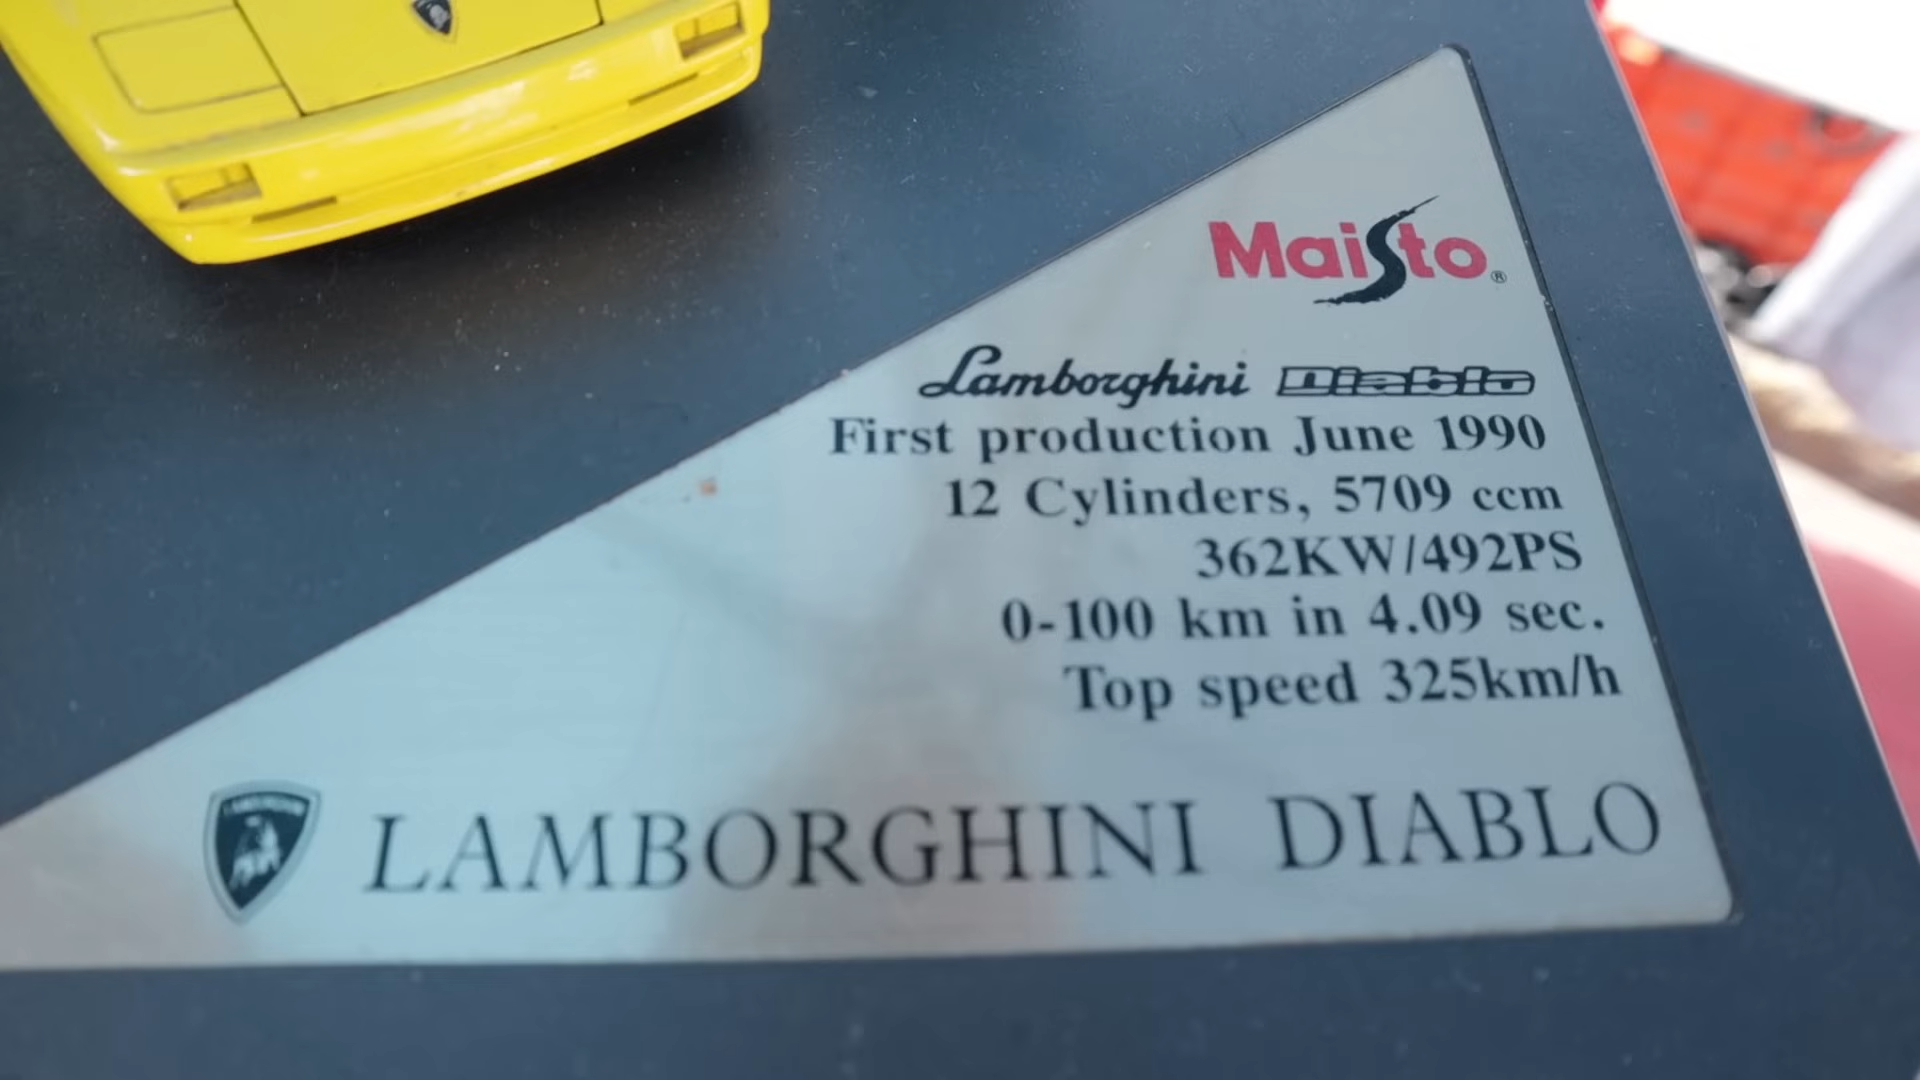 Maisto®
Lamborghini Diablo
First production June 1990
12 Cylinders, 5709 ccm
362KW/492PS
0-100 km in 4.09 sec.
Top speed 325km/h
LAMBORGHINI
LAMBORGHINI DIABLO